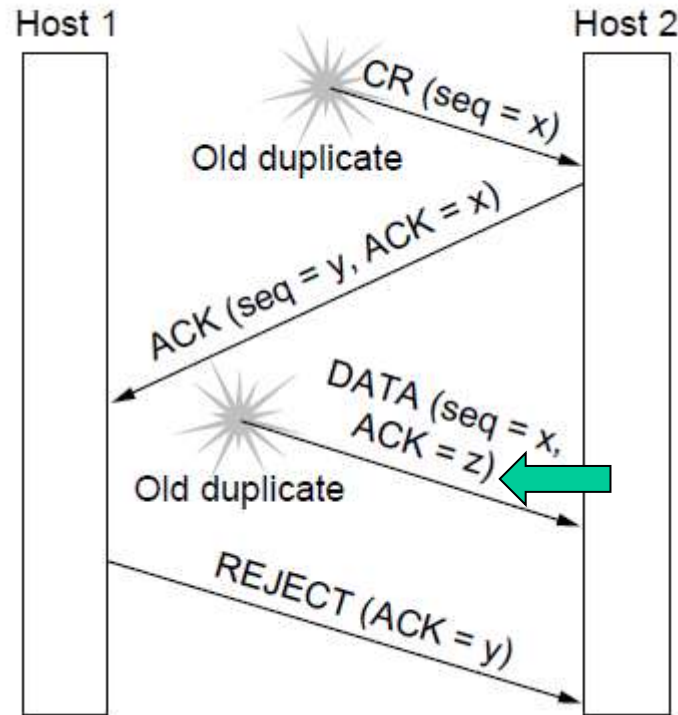 Host 1
Host 2
CR (seq = x)
Old duplicate
ACK (seq = y, ACK = x)
DATA (seq = x,
ACK = z)
Old duplicate
REJECT (ACK = y)